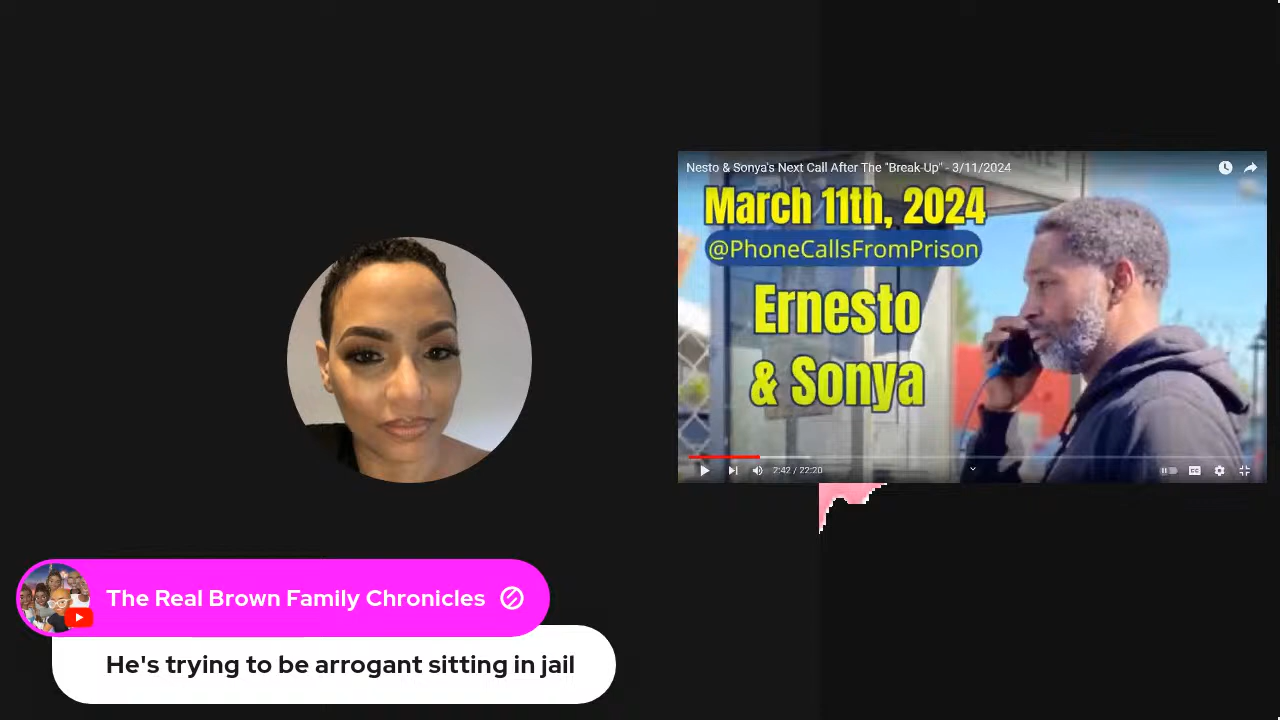 Nesto & Sonya's Next Call After The "Break-Up" - 3/11/2024
March 11th, 2024
@PhoneCallsFromPrison
Ernesto
& Sonya
2:42 / 22:20
CC
The Real Brown Family Chronicles
He's trying to be arrogant sitting in jail